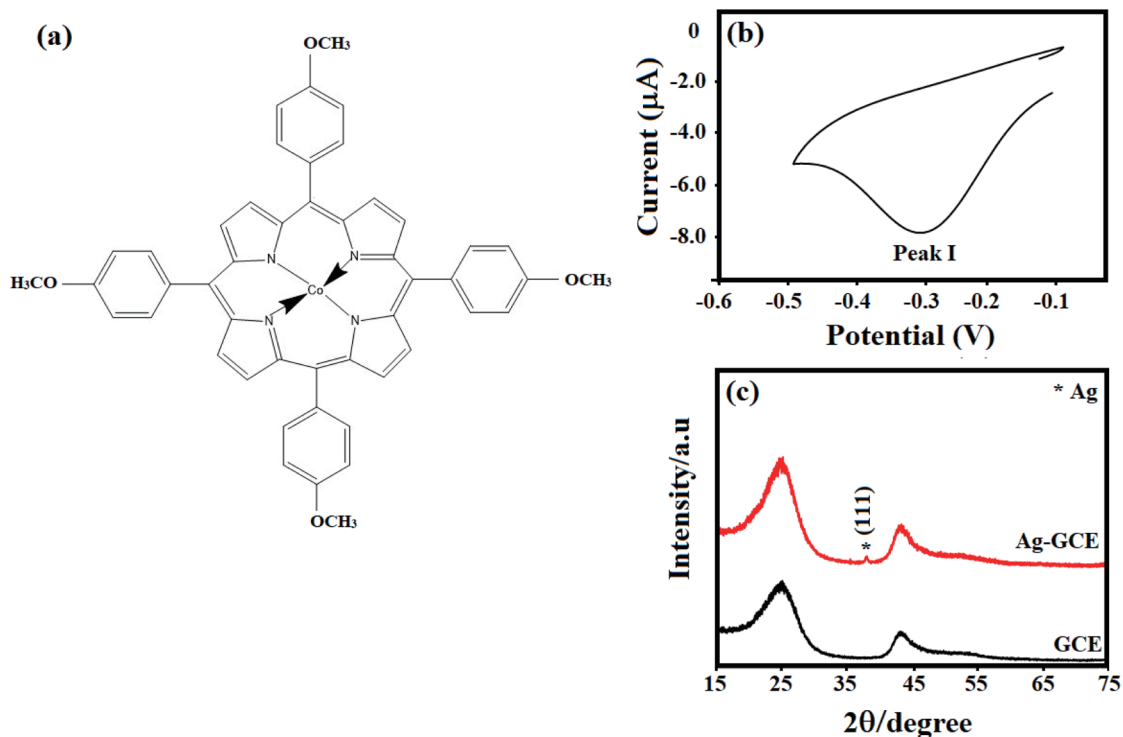 (a)
OCH3
H3CO
OCH3
OCH3
N
N
N
N
Co
(b)
0
-2.0
-4.0
-6.0
-8.0
Current (μA)
Peak I
-0.6 -0.5 -0.4 -0.3 -0.2 -0.1
Potential (V)
(c)
* Ag
* (111)
Ag-GCE
GCE
Intensity/a.u
15 25 35 45 55 65 75
2θ/degree